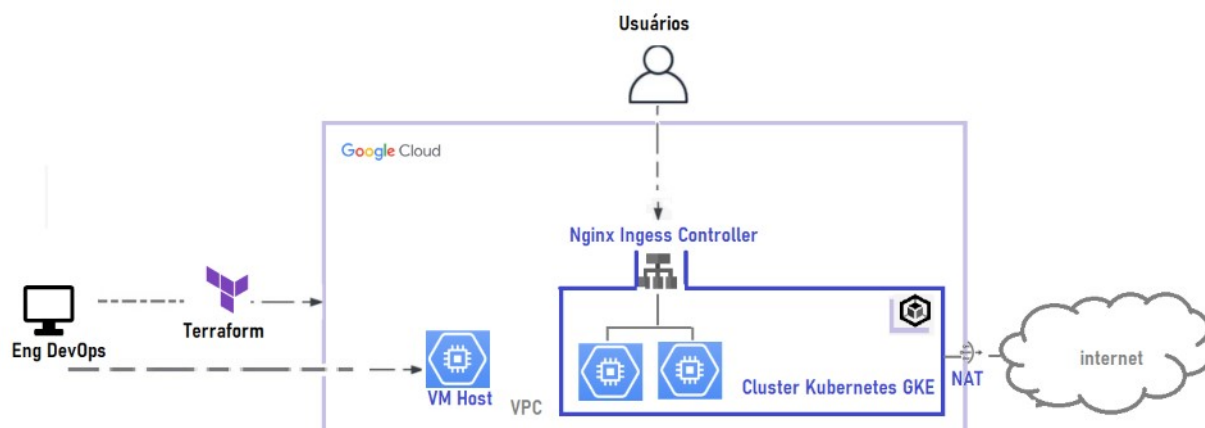 Usuários
Google Cloud
Nginx Ingess Controller
Terraform
Eng DevOps
VM Host
VPC
Cluster Kubernetes GKE
NAT
internet